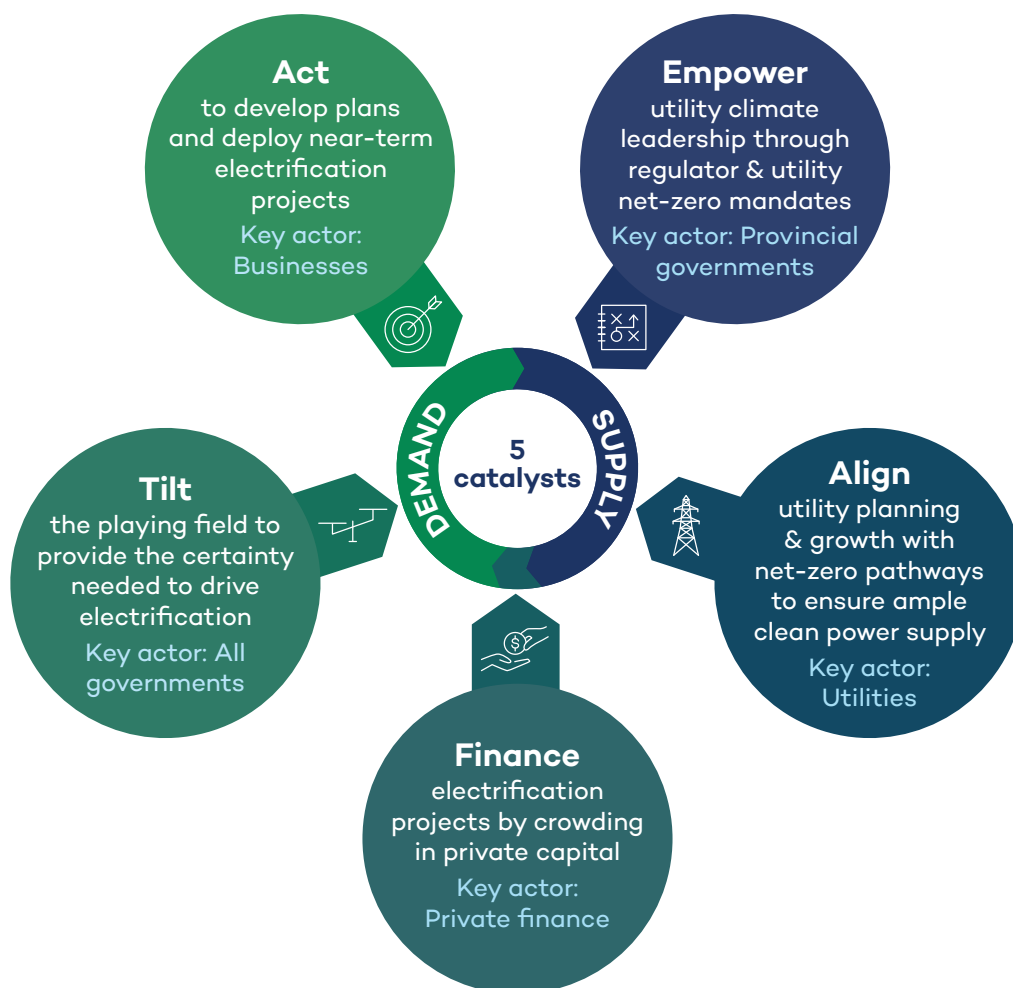 Act
to develop plans
and deploy near-term
electrification
projects
Key actor:
Businesses
Empower
utility climate
leadership through
regulator & utility
net-zero mandates
Key actor: Provincial
governments
DEMAND
SUPPLY
5
catalysts
Tilt
the playing field to
provide the certainty
needed to drive
electrification
Key actor: All
governments
Align
utility planning
& growth with
net-zero pathways
to ensure ample
clean power supply
Key actor:
Utilities
$
Finance
electrification
projects by crowding
in private capital
Key actor:
Private finance